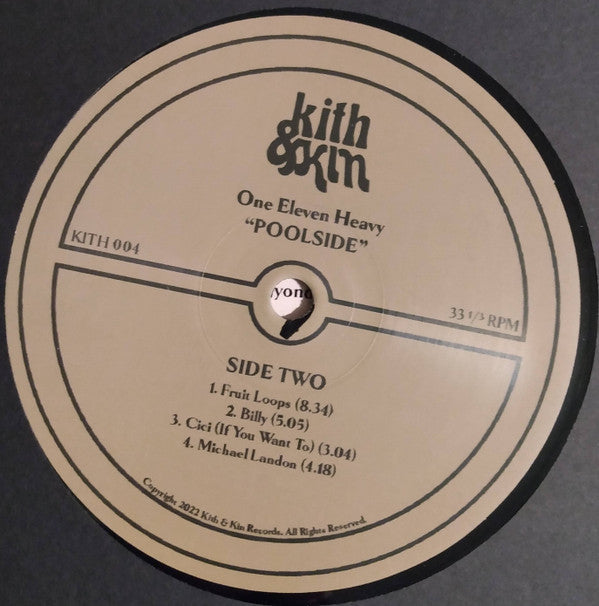 kith
& kin
One Eleven Heavy
“POOLSIDE”
KITH 004
33 1/3 RPM
SIDE TWO
1. Fruit Loops (8.34)
2. Billy (5.05)
3. Cici (If You Want To) (3.04)
4. Michael Landon (4.18)
Copyright 2022 Kith & Kin Records. All Rights Reserved.